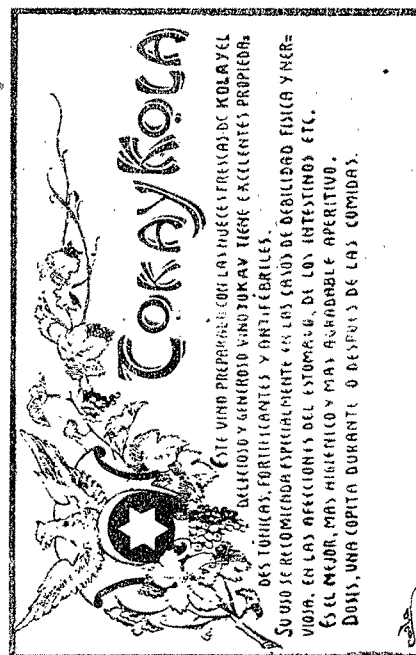 TOKAYKOLA
ESTE VINO PREPARADO CON LAS NUECES FRESCAS DE KOLA Y EL
DELICIOSO Y GENEROSO VINO TOKAY TIENE EXCELENTES PROPIEDA=
DES TONICAS, FORTIFICANTES Y ANTIFÉBRILES.
SU USO SE RECOMIENDA ESPECIALMENTE EN LOS CASOS DE DEBILIDAD FISICA Y NER=
VIOSA, EN LAS AFECCIONES DEL ESTOMAGO, DE LOS INTESTINOS ETC.
ES EL MEJOR, MAS HIGIENICO Y MAS AGRADABLE APERITIVO.
DOSIS, UNA COPITA DURANTE O DESPUES DE LAS COMIDAS.